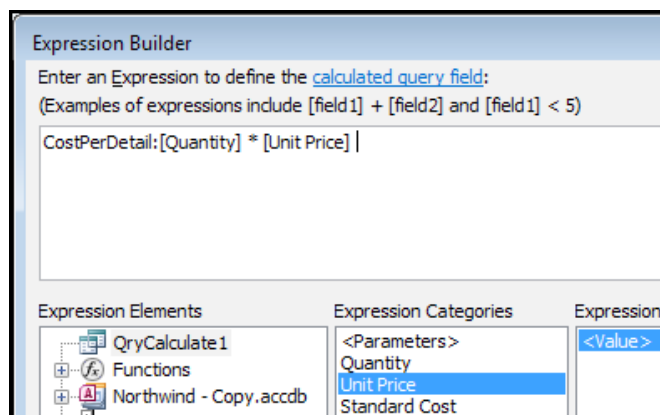 Expression Builder
Enter an Expression to define the calculated query field:
(Examples of expressions include [field1] + [field2] and [field1] < 5)
CostPerDetail:[Quantity] * [Unit Price]
Expression Elements Expression Categories Expression
QryCalculate1 <Parameters> <Value>
Functions Quantity
Northwind - Copy.accdb Unit Price
Standard Cost